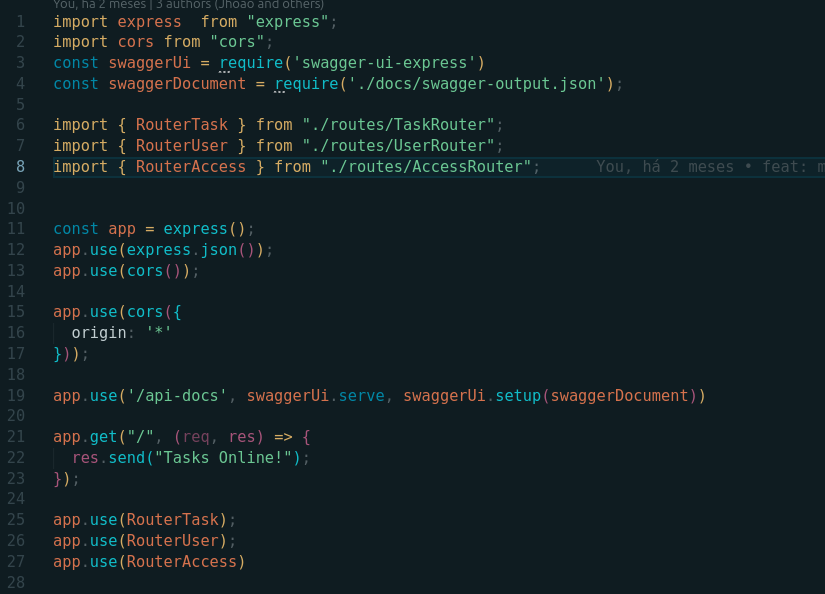 You, há 2 meses | 3 authors (Jhoao and others)
1 import express  from "express";
2 import cors from "cors";
3 const swaggerUi = require('swagger-ui-express')
4 const swaggerDocument = require('./docs/swagger-output.json');
5
6 import { RouterTask } from "./routes/TaskRouter";
7 import { RouterUser } from "./routes/UserRouter";
8 import { RouterAccess } from "./routes/AccessRouter"; You, há 2 meses • feat: m
9
10
11 const app = express();
12 app.use(express.json());
13 app.use(cors());
14
15 app.use(cors({
16   origin: '*'
17 }));
18
19 app.use('/api-docs', swaggerUi.serve, swaggerUi.setup(swaggerDocument))
20
21 app.get("/", (req, res) => {
22   res.send("Tasks Online!");
23 });
24
25 app.use(RouterTask);
26 app.use(RouterUser);
27 app.use(RouterAccess)
28